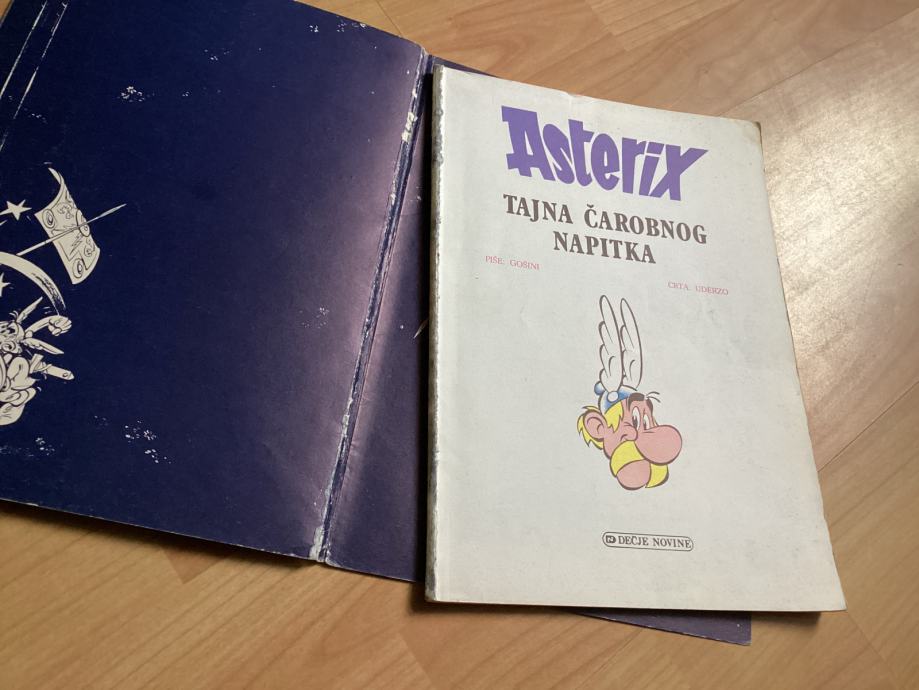 Asterix
TAJNA ČAROBNOG
NAPITKA
PIŠE: GOŠINI
CRTA: UDERZO
DEČJE NOVINE